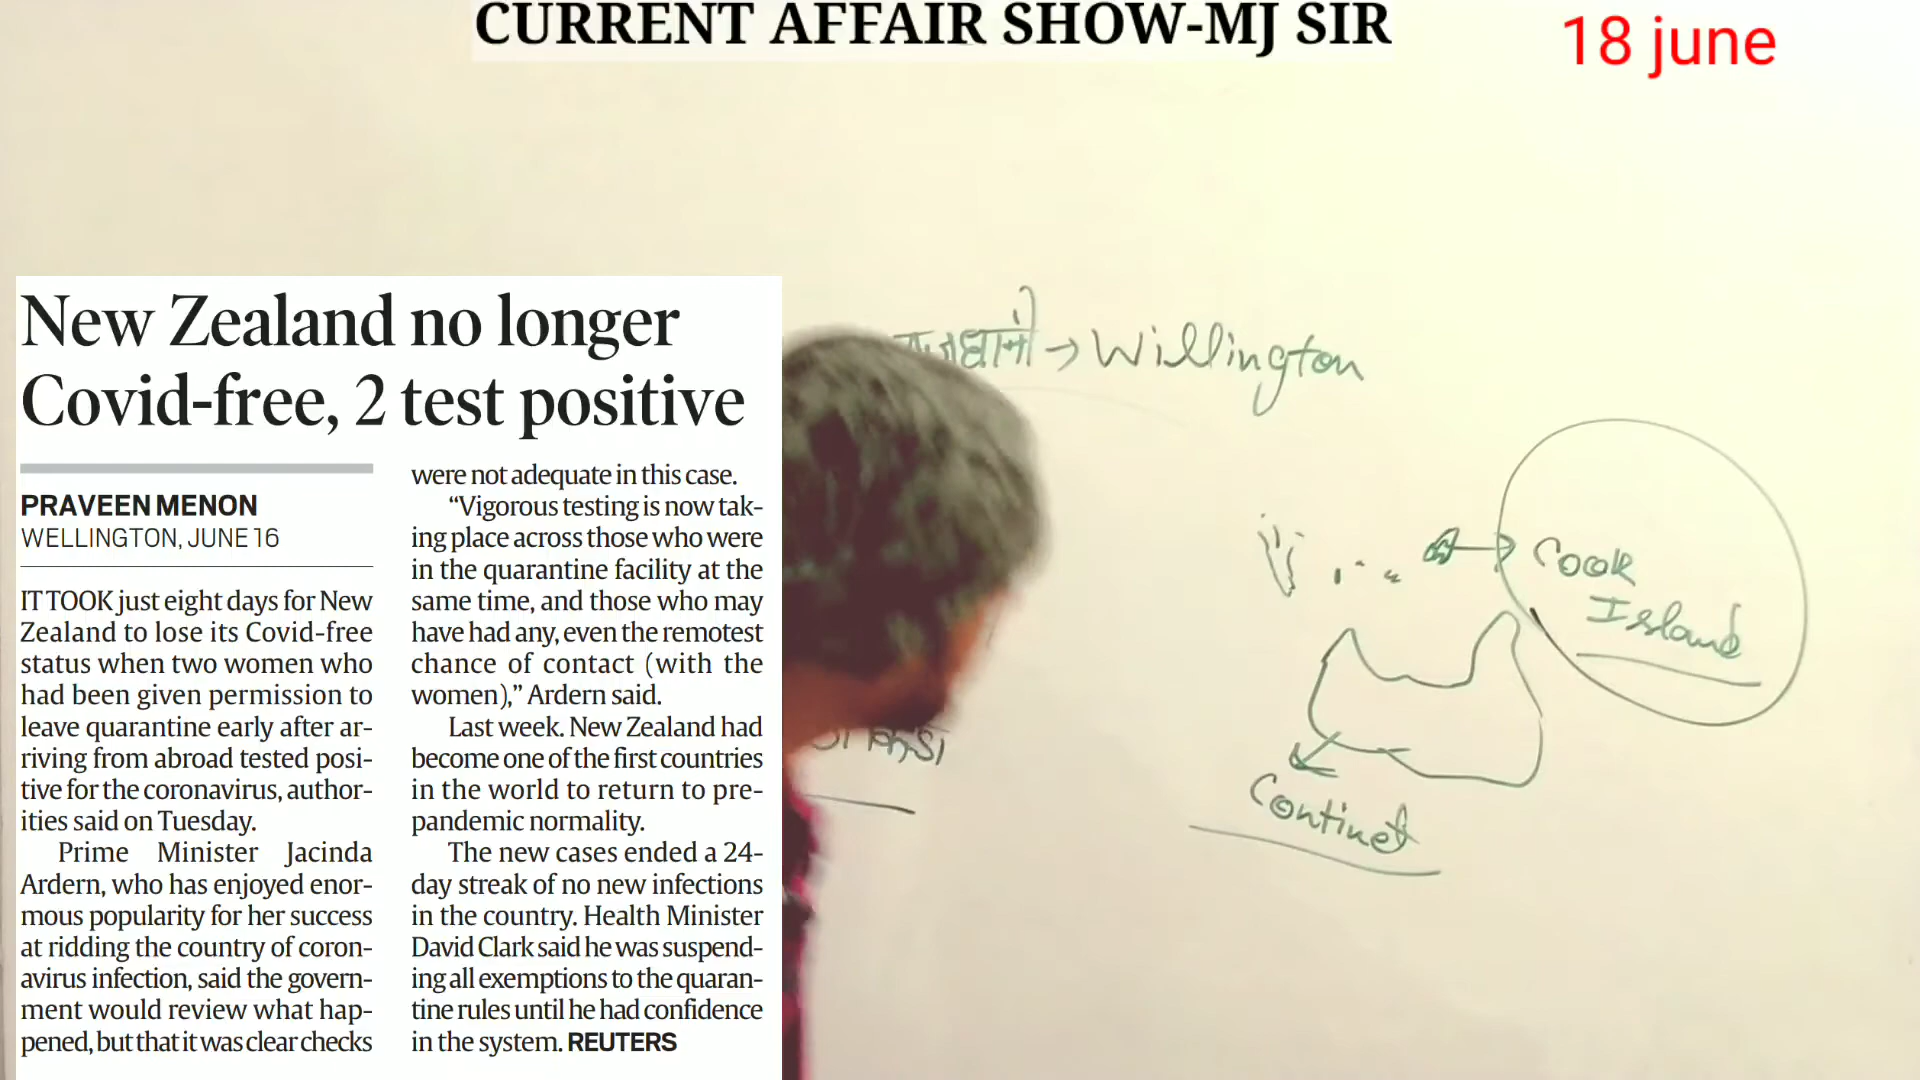 CURRENT AFFAIR SHOW-MJ SIR
18 june
New Zealand no longer
Covid-free, 2 test positive
PRAVEEN MENON
WELLINGTON, JUNE 16
IT TOOK just eight days for New
Zealand to lose its Covid-free
status when two women who
had been given permission to
leave quarantine early after ar-
riving from abroad tested posi-
tive for the coronavirus, author-
ities said on Tuesday.
Prime Minister Jacinda
Ardern, who has enjoyed enor-
mous popularity for her success
at ridding the country of coron-
avirus infection, said the govern-
ment would review what hap-
pened, but that it was clear checks
were not adequate in this case.
“Vigorous testing is now tak-
ing place across those who were
in the quarantine facility at the
same time, and those who may
have had any, even the remotest
chance of contact (with the
women),” Ardern said.
Last week. New Zealand had
become one of the first countries
in the world to return to pre-
pandemic normality.
The new cases ended a 24-
day streak of no new infections
in the country. Health Minister
David Clark said he was suspend-
ing all exemptions to the quaran-
tine rules until he had confidence
in the system. REUTERS
→ Willington
Cook
Island
Continet